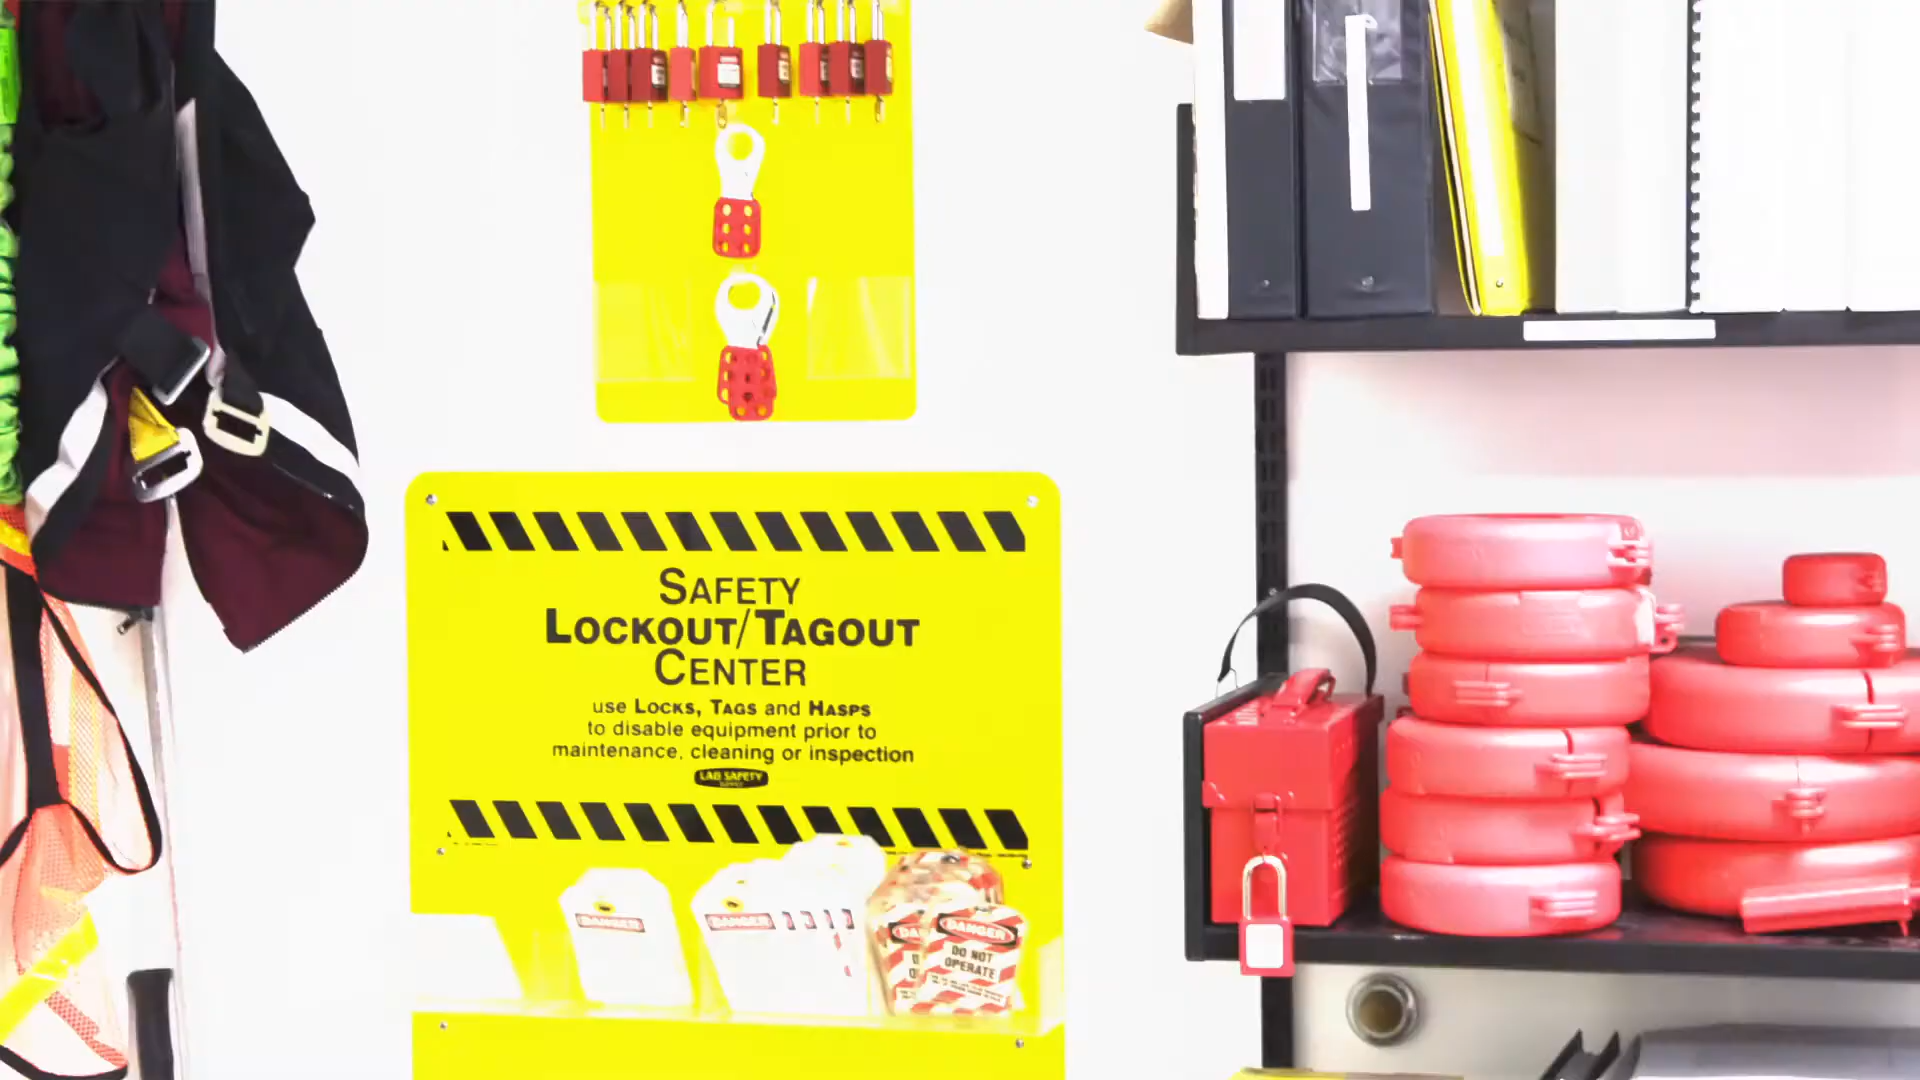 SAFETY
LOCKOUT/TAGOUT
CENTER
use LOCKS, TAGS and HASPS
to disable equipment prior to
maintenance, cleaning or inspection
LAB SAFETY
DANGER
DANGER
DANGER
DO NOT
OPERATE